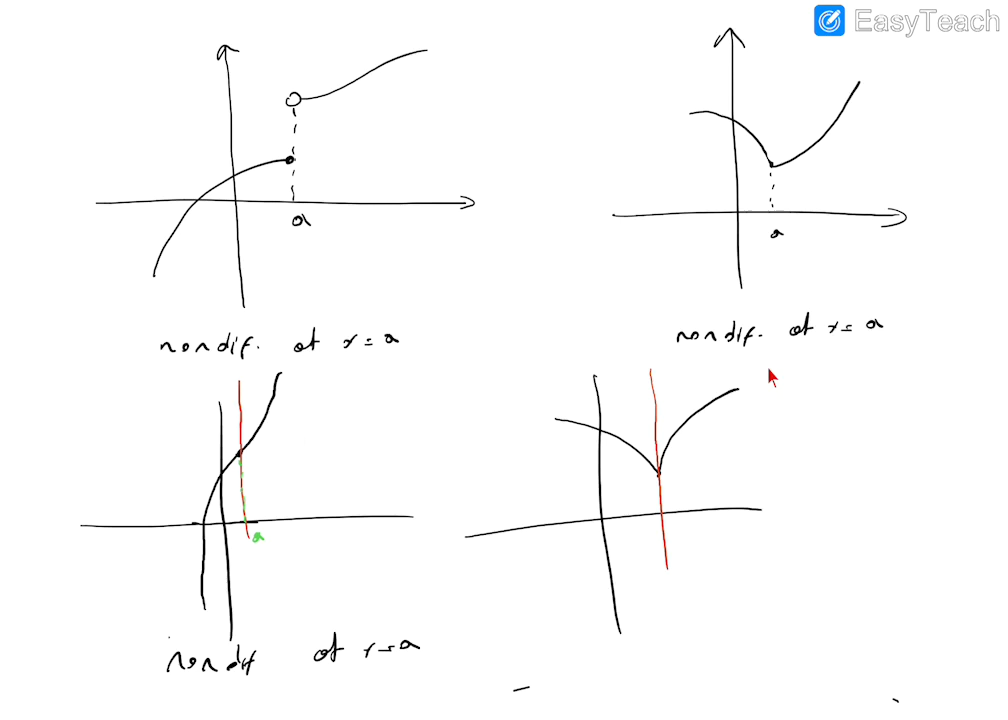 EasyTeach
a
a
nondif. at x = a
nondif. at x = a
a
nondif at x = a